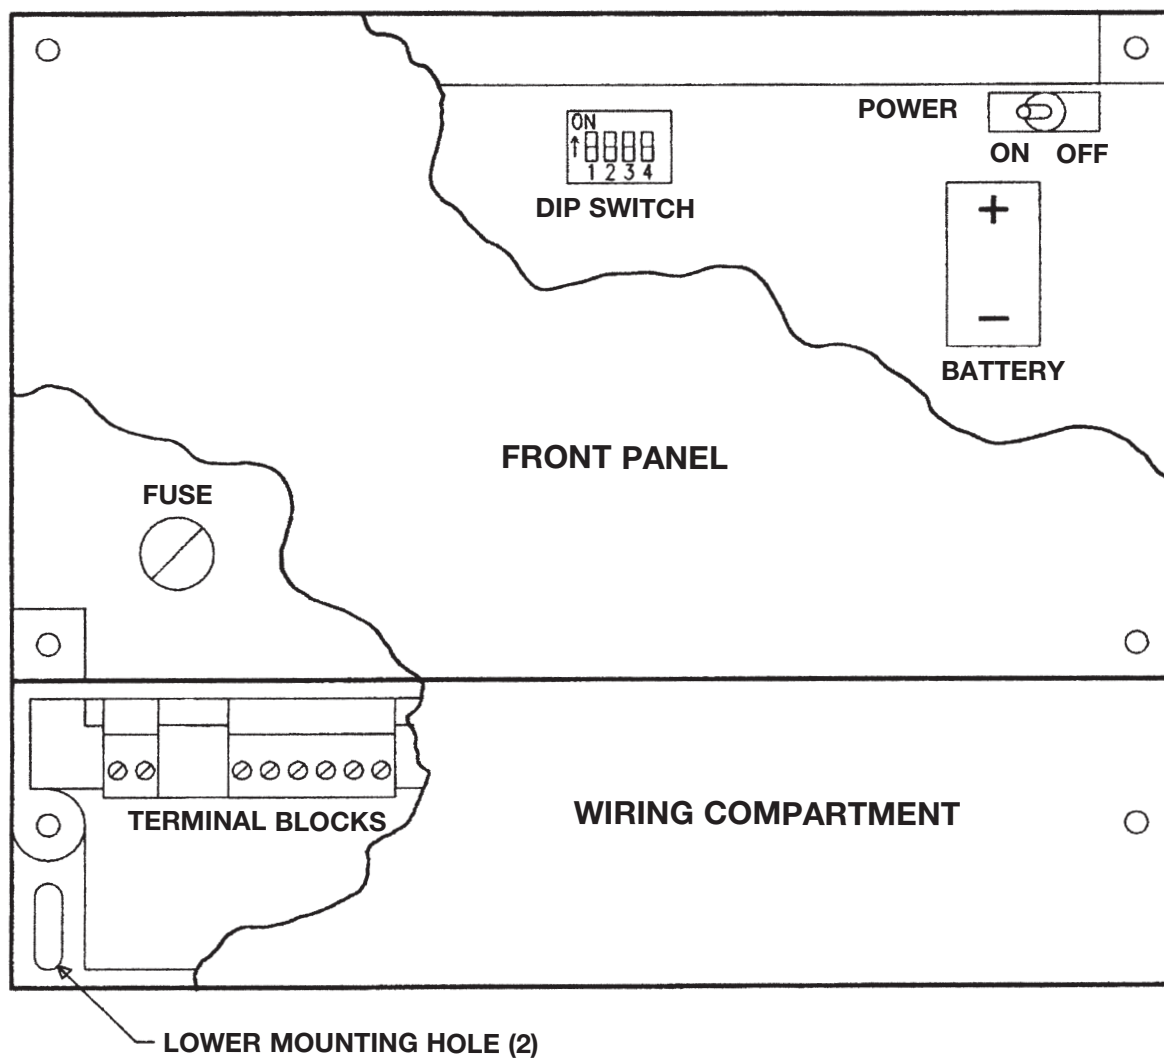 POWER
ON OFF
ON
↑
1 2 3 4
DIP SWITCH
+
−
BATTERY
FRONT PANEL
FUSE
TERMINAL BLOCKS
WIRING COMPARTMENT
LOWER MOUNTING HOLE (2)